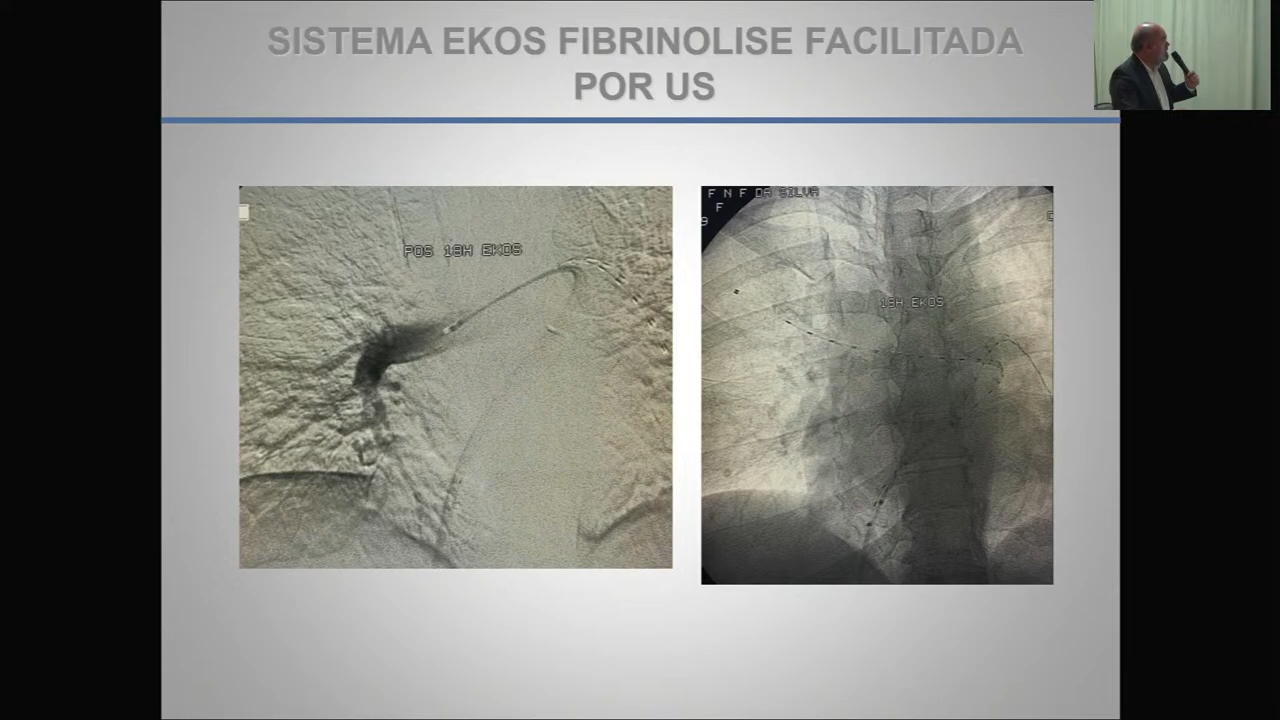 SISTEMA EKOS FIBRINOLISE FACILITADA
POR US
POS 18H EKOS
F N F DA SILVA
F
18H EKOS